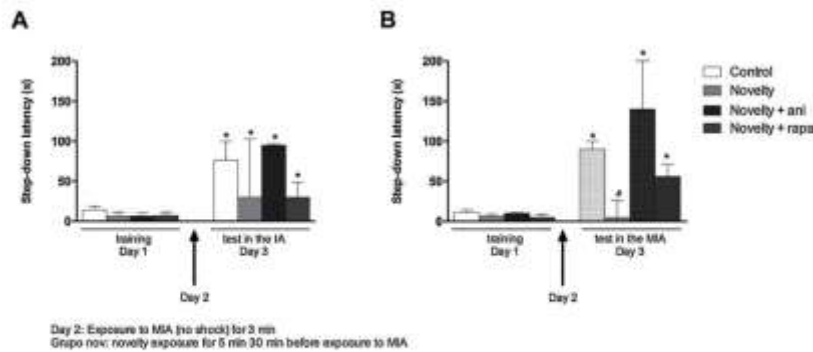 A
Step-down latency (s)
200
150
100
50
0
* * * *
training
Day 1
test in the IA
Day 3
Day 2
B
Step-down latency (s)
200
150
100
50
0
* # * *
training
Day 1
test in the MIA
Day 3
Day 2
Control
Novelty
Novelty + ani
Novelty + rapa
Day 2: Exposure to MIA (no shock) for 3 min
Grupo nov: novelty exposure for 5 min 30 min before exposure to MIA